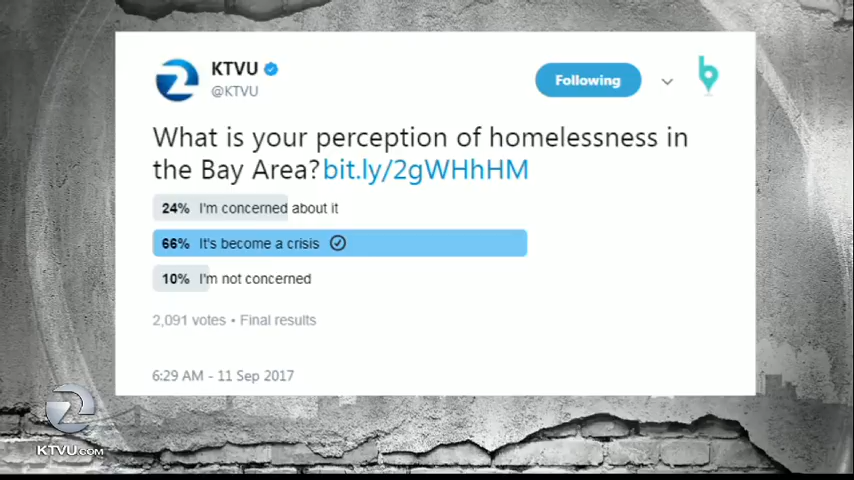 KTVU
@KTVU
Following
What is your perception of homelessness in
the Bay Area?bit.ly/2gWHhHM
24% I'm concerned about it
66% It's become a crisis
10% I'm not concerned
2,091 votes • Final results
6:29 AM - 11 Sep 2017
KTVU.COM